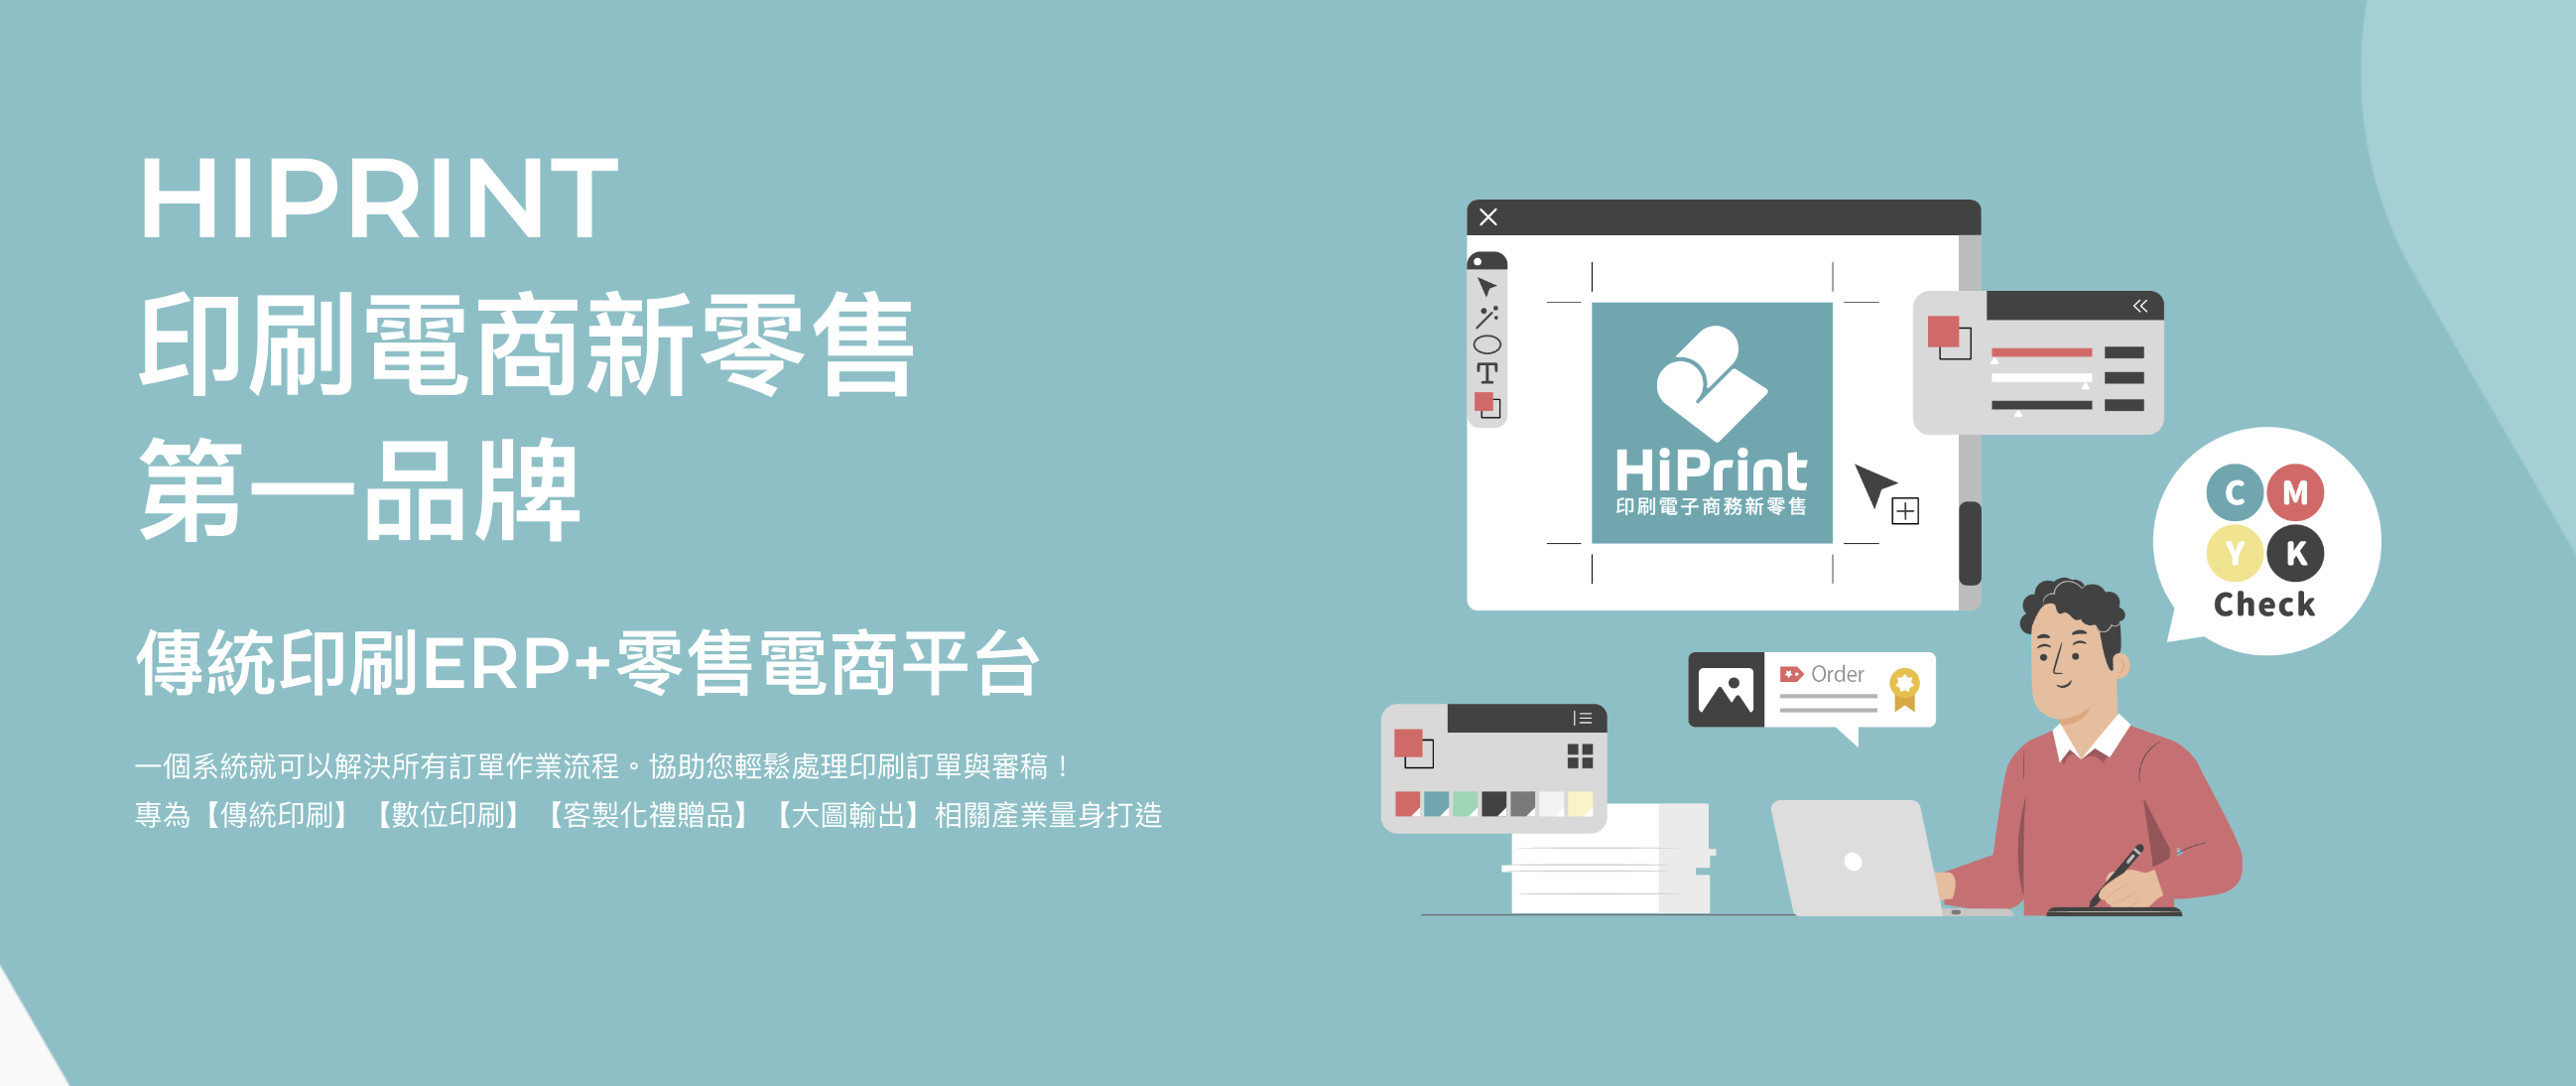 HIPRINT
印刷電商新零售
第一品牌
傳統印刷ERP+零售電商平台
一個系統就可以解決所有訂單作業流程。協助您輕鬆處理印刷訂單與審稿！
專為【傳統印刷】【數位印刷】【客製化禮贈品】【大圖輸出】相關產業量身打造
T
HiPrint
印刷電子商務新零售
C M
Y K
Check
Order